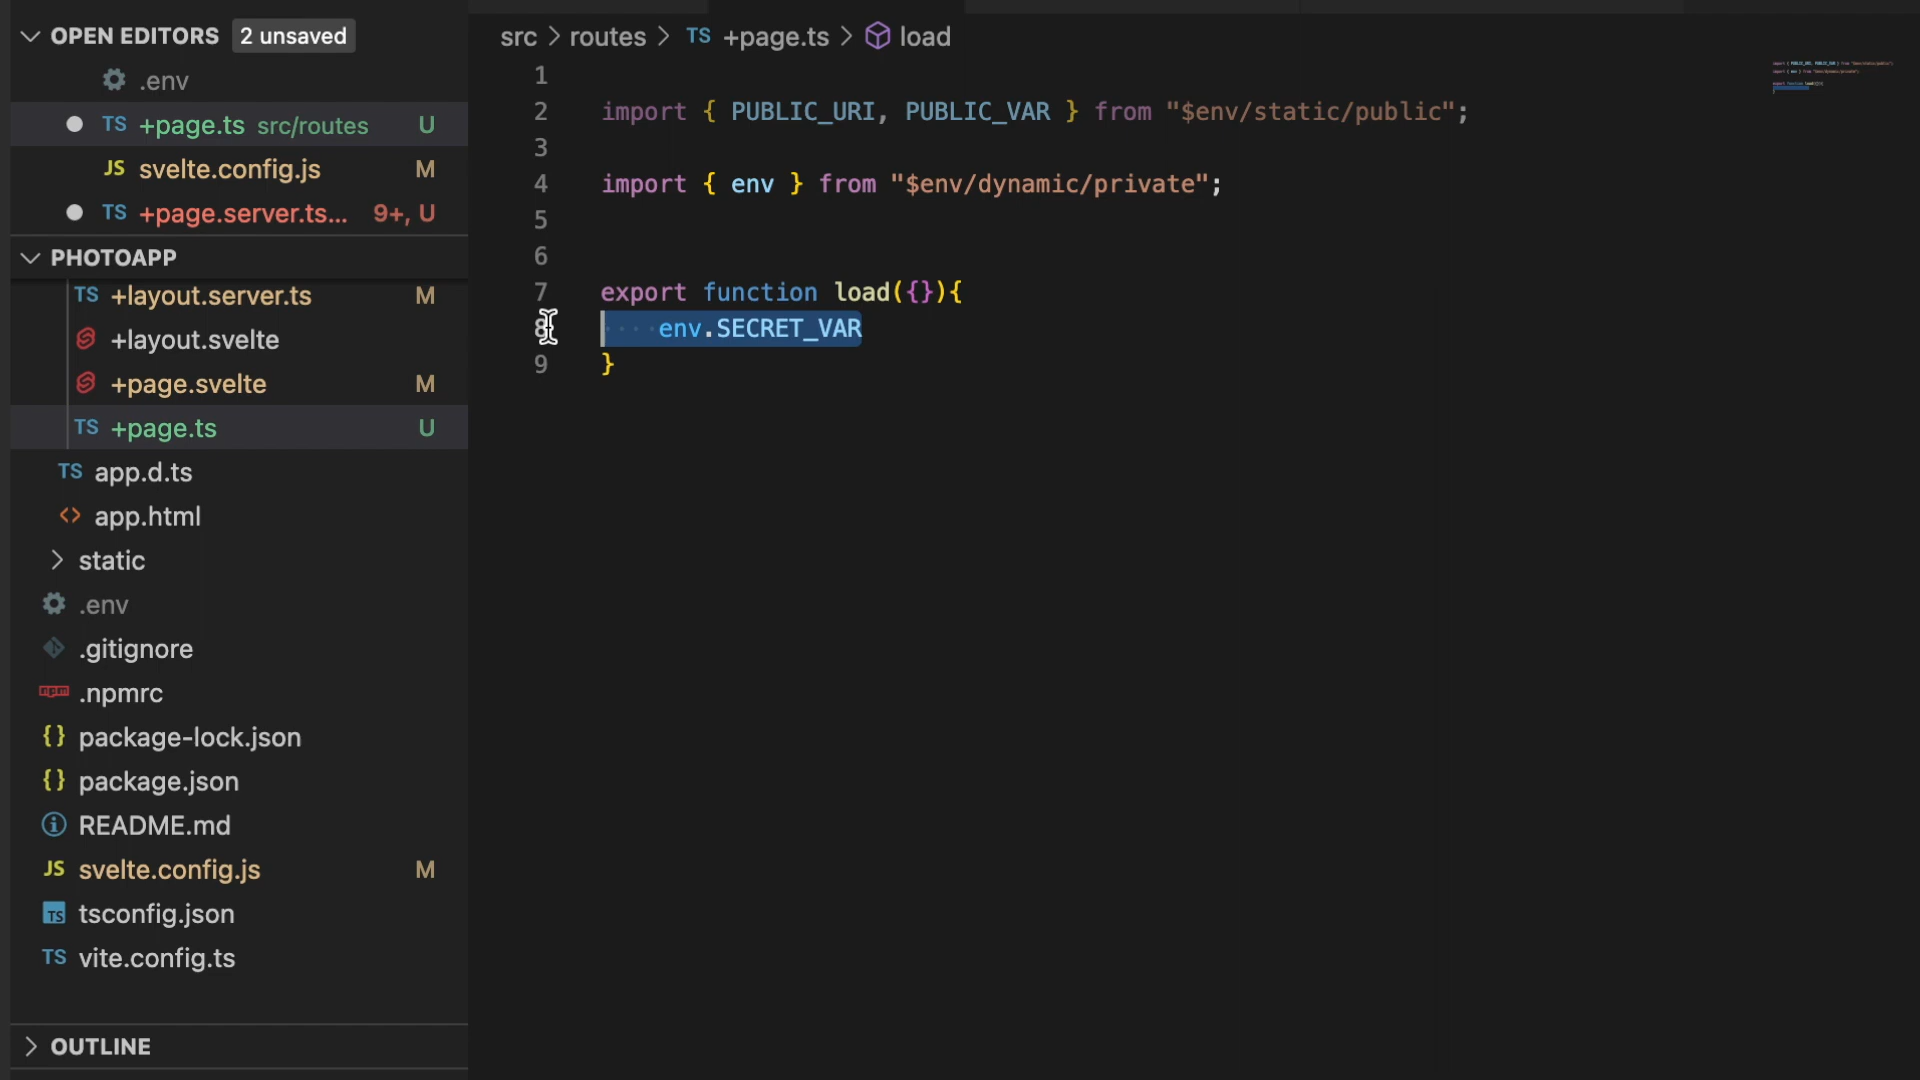 OPEN EDITORS 2 unsaved
.env
TS +page.ts src/routes U
JS svelte.config.js M
TS +page.server.ts... 9+, U
PHOTOAPP
TS +layout.server.ts M
+layout.svelte
+page.svelte M
TS +page.ts U
TS app.d.ts
<> app.html
static
.env
.gitignore
npm .npmrc
{} package-lock.json
{} package.json
README.md
JS svelte.config.js M
TS tsconfig.json
TS vite.config.ts
OUTLINE
src > routes > TS +page.ts > load
1
2 import { PUBLIC_URI, PUBLIC_VAR } from "$env/static/public";
3
4 import { env } from "$env/dynamic/private";
5
6
7 export function load({}){
8 env.SECRET_VAR
9 }